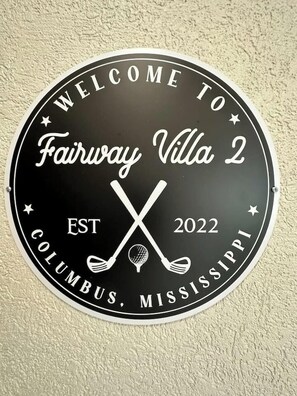 WELCOME TO
Fairway Villa 2
EST 2022
COLUMBUS, MISSISSIPPI